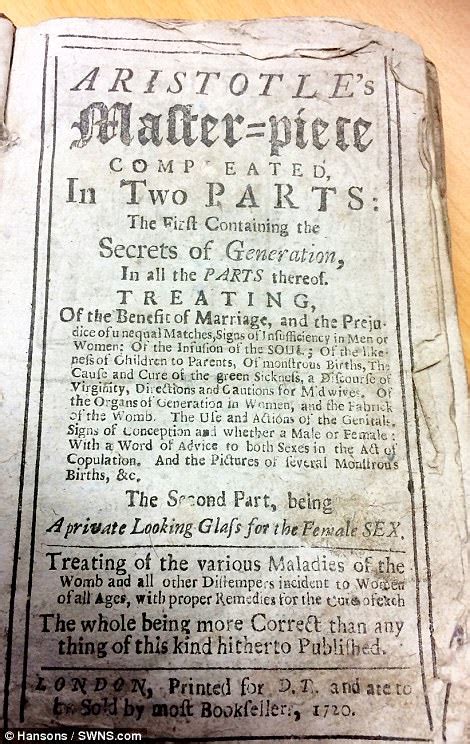 ARISTOTLE's
Maſter=piece
COMPLEATED,
In Two PARTS:
The Firſt Containing the
Secrets of Generation,
In all the PARTS thereof.
TREATING,
Of the Benefit of Marriage, and the Preju-
dice of unequal Matches, Signs of Inſufficiency in Men or
Women: Of the Infuſion of the SOUL; Of the like-
neſs of Children to Parents, Of monſtrous Births, The
Cauſe and Cure of the green Sickneſs, a Diſcourſe of
Virginity, Directions and Cautions for Midwives. Of
the Organs of Generation in Women, and the Fabrick
of the Womb. The Uſe and Actions of the Genitals.
Signs of Conception and whether a Male or Female:
With a Word of Advice to both Sexes in the Act of
Copulation. And the Pictures of ſeveral Monſtrous
Births, &c.
The Second Part, being
A private Looking Glaſs for the Female SEX.
Treating of the various Maladies of the
Womb and all other Diſtempers incident to Women
of all Ages, with proper Remedies for the Cure of each
The whole being more Correct than any
thing of this kind hitherto Publiſhed.
LONDON, Printed for D.T. and are to
be Sold by moſt Bookſellers, 1720.
© Hansons / SWNS.com